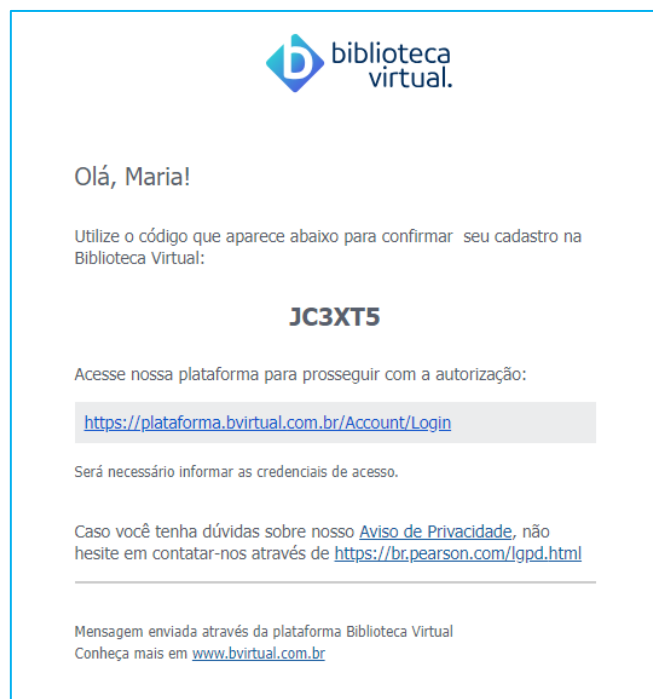 biblioteca
virtual.
Olá, Maria!
Utilize o código que aparece abaixo para confirmar  seu cadastro na
Biblioteca Virtual:
JC3XT5
Acesse nossa plataforma para prosseguir com a autorização:
https://plataforma.bvirtual.com.br/Account/Login
Será necessário informar as credenciais de acesso.
Caso você tenha dúvidas sobre nosso Aviso de Privacidade, não
hesite em contatar-nos através de https://br.pearson.com/lgpd.html
Mensagem enviada através da plataforma Biblioteca Virtual
Conheça mais em www.bvirtual.com.br